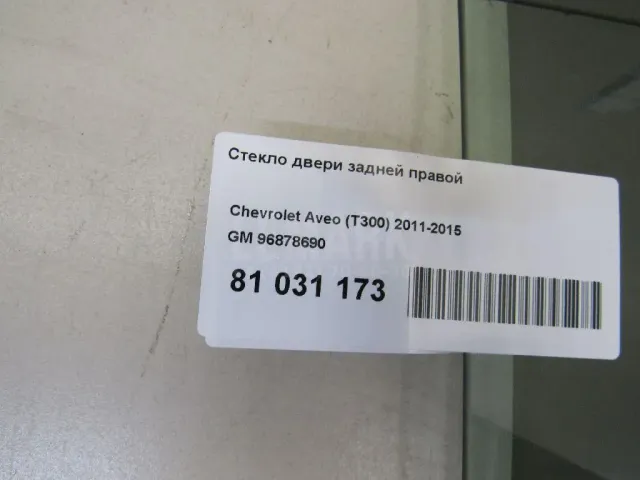 Стекло двери задней правой
Chevrolet Aveo (T300) 2011-2015
GM 96878690
81 031 173